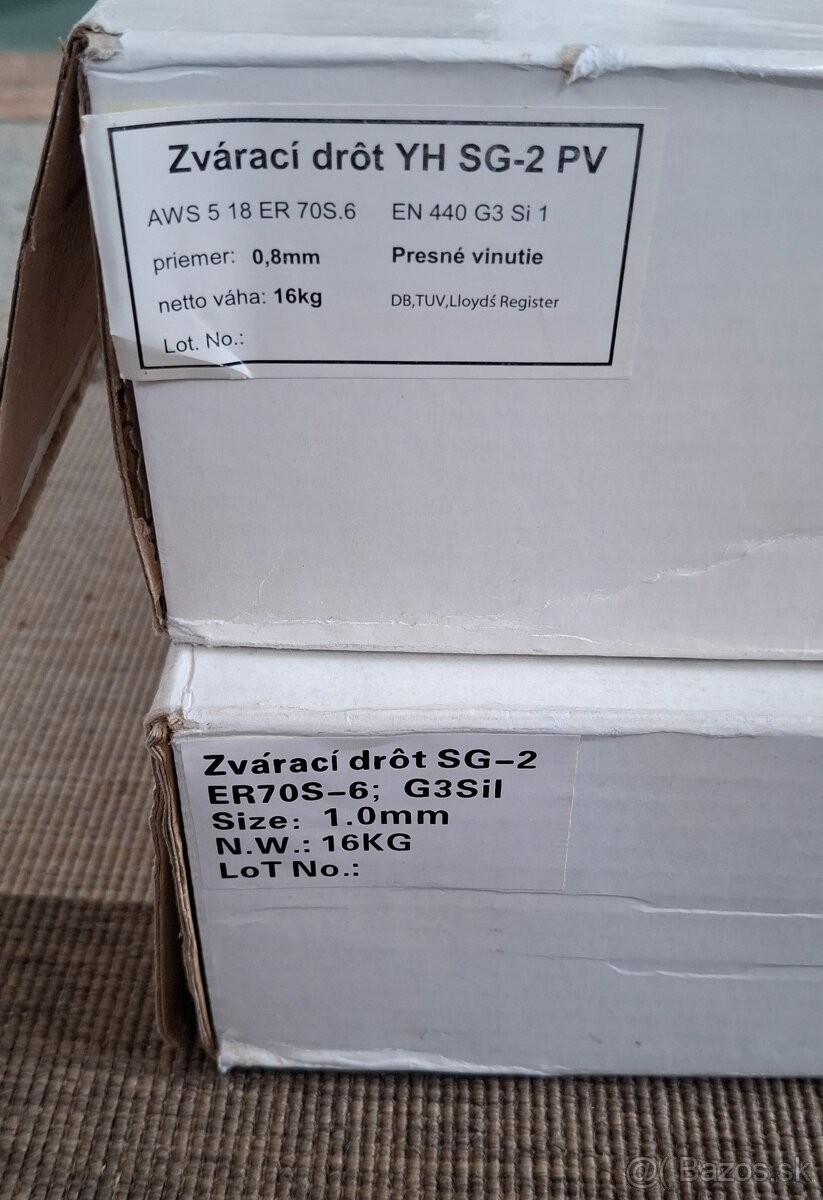 Zvárací drôt YH SG-2 PV
AWS 5 18 ER 70S.6 EN 440 G3 Si 1
priemer: 0,8mm Presné vinutie
netto váha: 16kg DB,TUV,Lloydś Register
Lot. No.:
Zvárací drôt SG-2
ER70S-6; G3SiI
Size: 1.0mm
N.W.: 16KG
LoT No.:
Bazos.sk